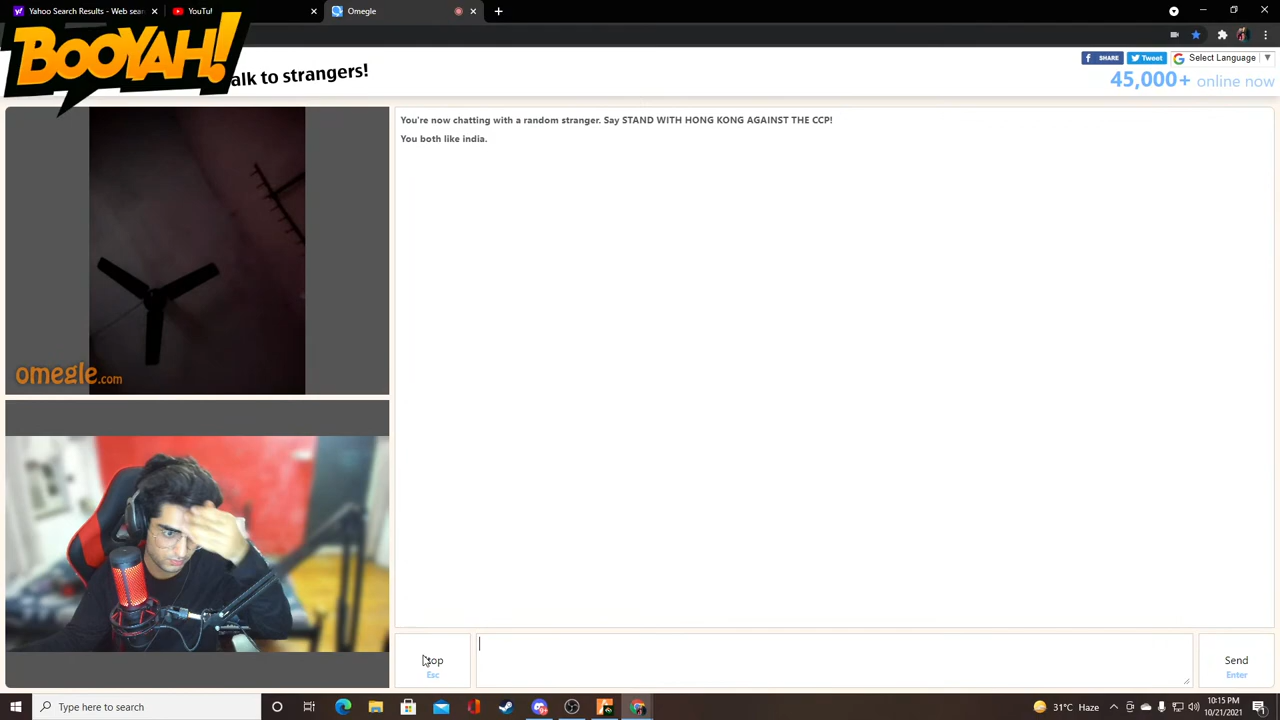 Yahoo Search Results - Web sear
YouTu
Omegle
BOOYAH!
alk to strangers!
SHARE
Tweet
Select Language
45,000+ online now
You're now chatting with a random stranger. Say STAND WITH HONG KONG AGAINST THE CCP!
You both like india.
omegle.com
Stop
Esc
Send
Enter
Type here to search
31°C Haze
10:15 PM
10/21/2021